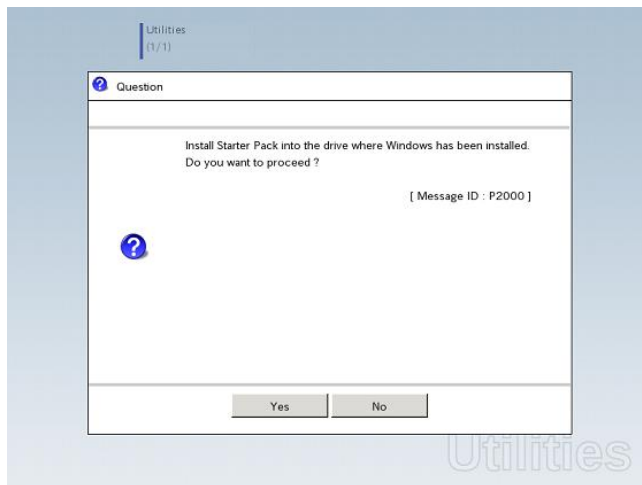 Utilities
(1/1)
Question
Install Starter Pack into the drive where Windows has been installed.
Do you want to proceed ?
[ Message ID : P2000 ]
Yes No
Utilities